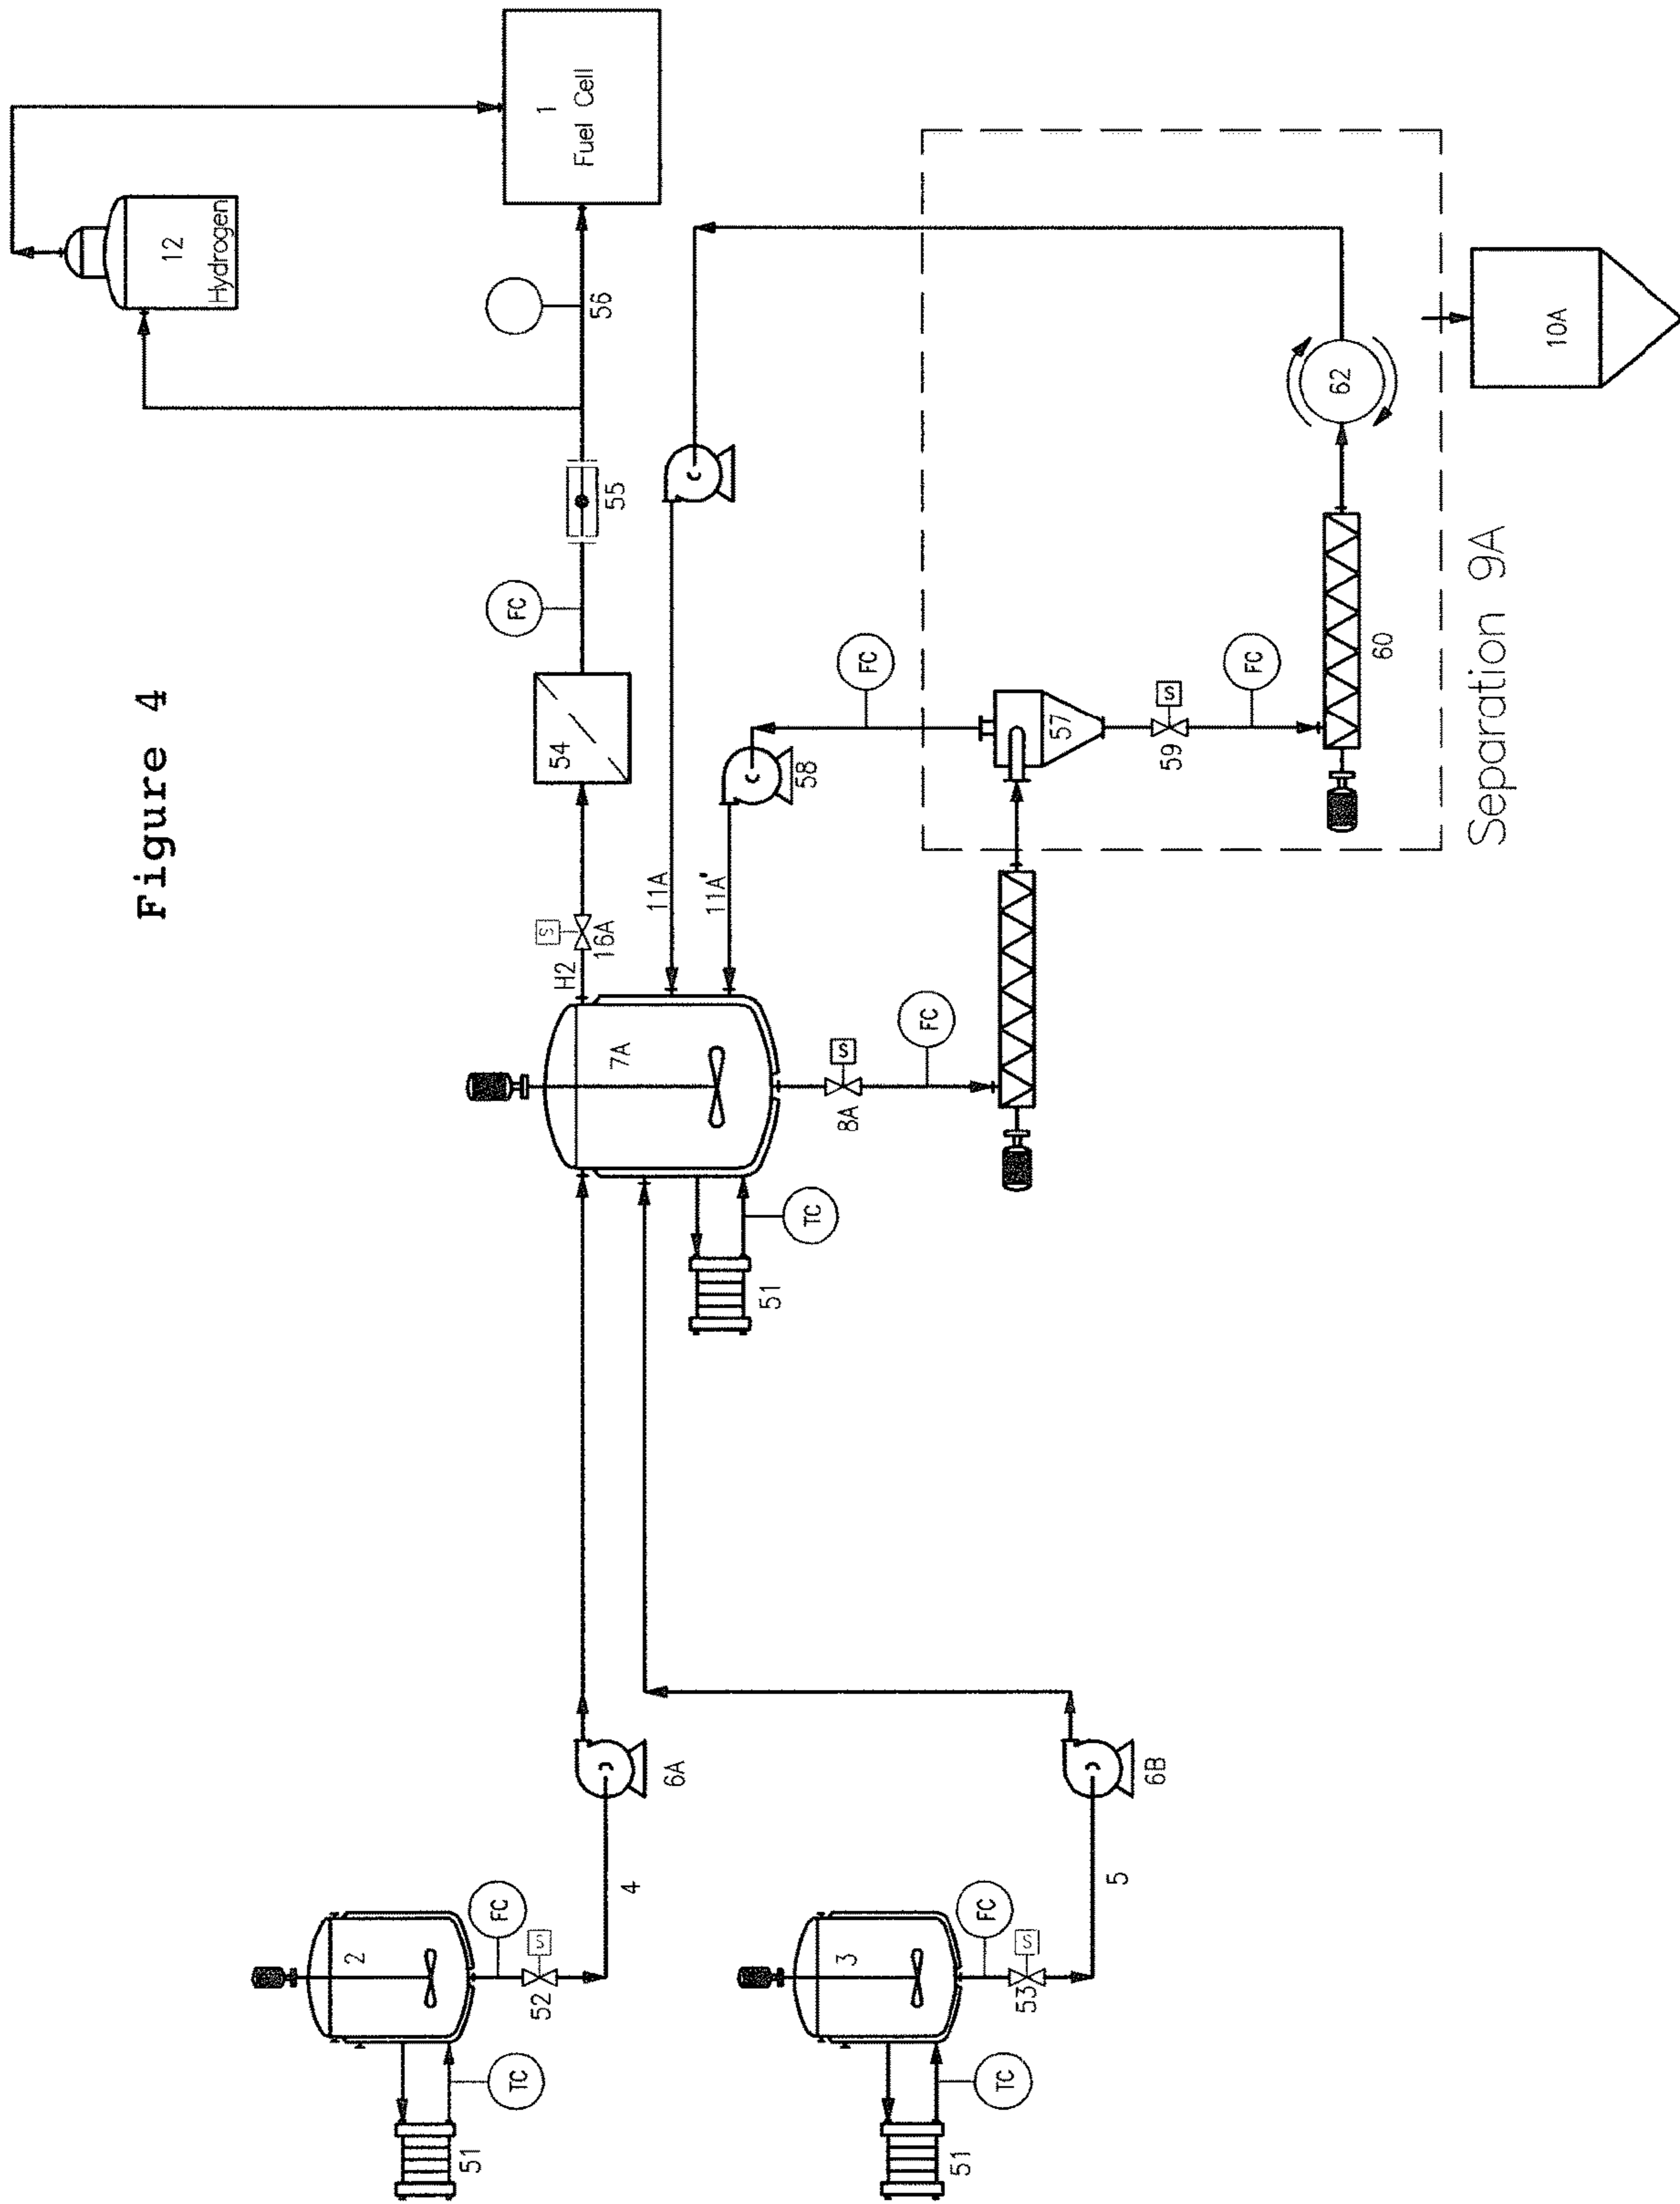 Figure 4
12
Hydrogen
1
Fuel Cell
56
55
FC
54
H2
16A
S
11A
11A'
58
FC
7A
51
TC
8A
S
FC
57
59
S
FC
60
62
10A
Separation 9A
2
51
TC
FC
52
S
4
6A
3
51
TC
FC
53
S
5
6B